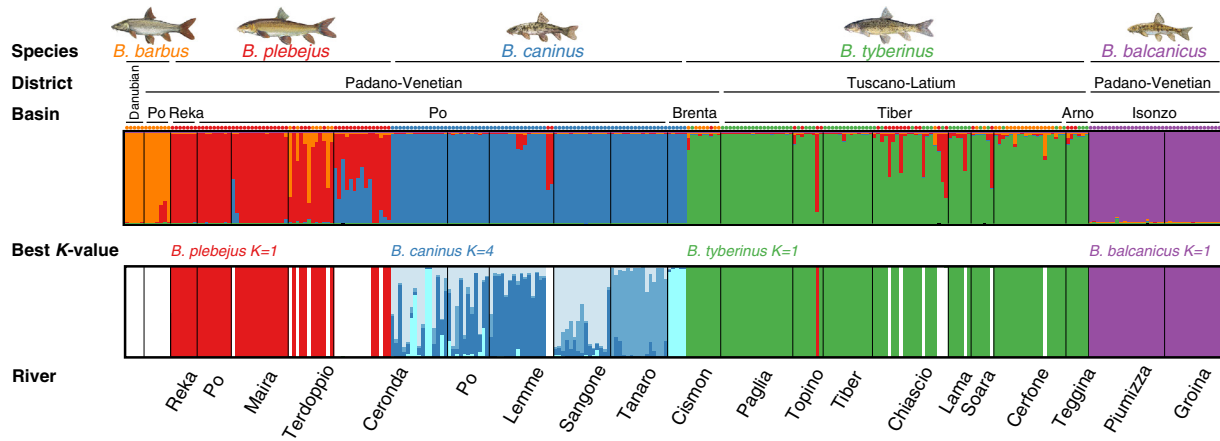 Species B. barbus B. plebejus B. caninus B. tyberinus B. balcanicus
District Danubian Padano-Venetian Tuscano-Latium Padano-Venetian
Basin Po Reka Po Brenta Tiber Arno Isonzo
Best K-value B. plebejus K=1 B. caninus K=4 B. tyberinus K=1 B. balcanicus K=1
River Reka Po Maira Terdoppio Ceronda Po Lemme Sangone Tanaro Cismon Paglia Topino Tiber Chiascio Lama Soara Cerfone Teggina Piumizza Groina